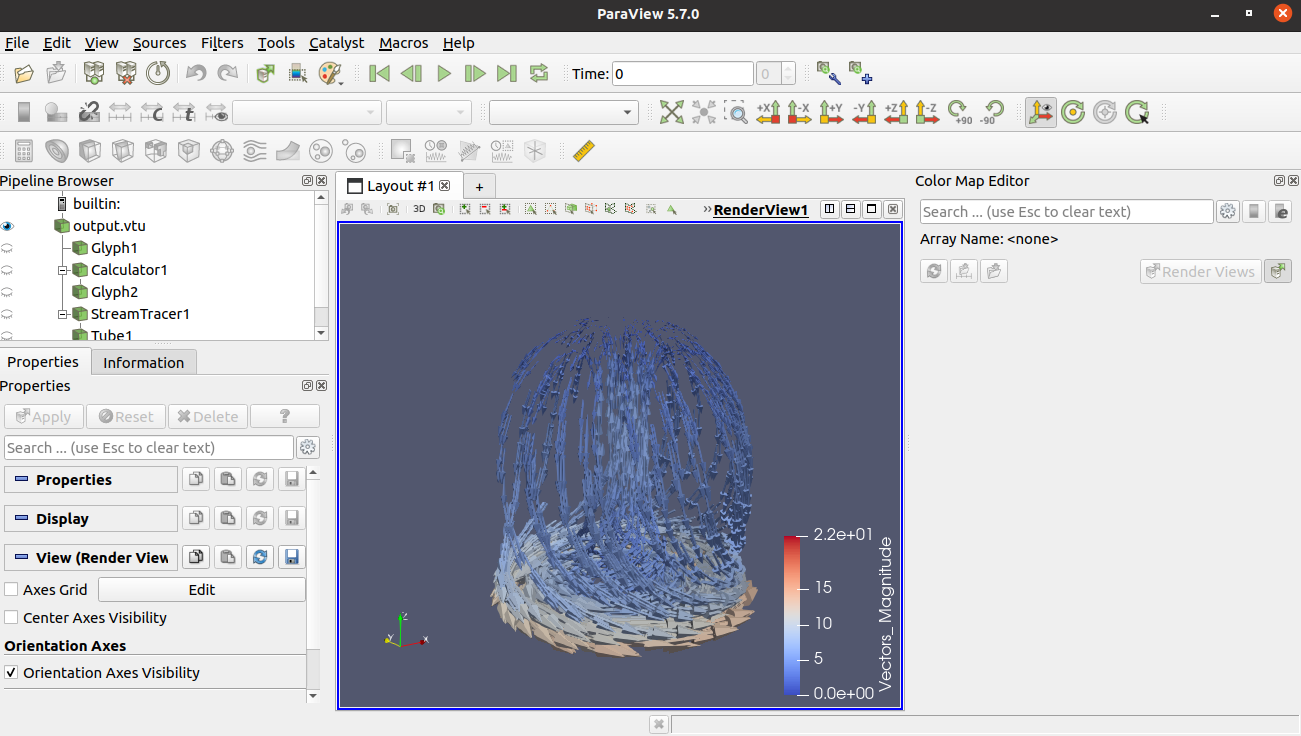 ParaView 5.7.0
File Edit View Sources Filters Tools Catalyst Macros Help
Time: 0 0
+X -X +Y -Y +Z -Z +90 -90
Pipeline Browser
builtin:
output.vtu
Glyph1
Calculator1
Glyph2
StreamTracer1
Tube1
Properties Information
Properties
Apply Reset Delete ?
Search ... (use Esc to clear text)
Properties
Display
View (Render View
Axes Grid Edit
Center Axes Visibility
Orientation Axes
Orientation Axes Visibility
Layout #1 +
3D RenderView1
2.2e+01
15
10
5
0.0e+00
Vectors_ Magnitude
Z
Y
X
Color Map Editor
Search ... (use Esc to clear text)
Array Name: <none>
Render Views